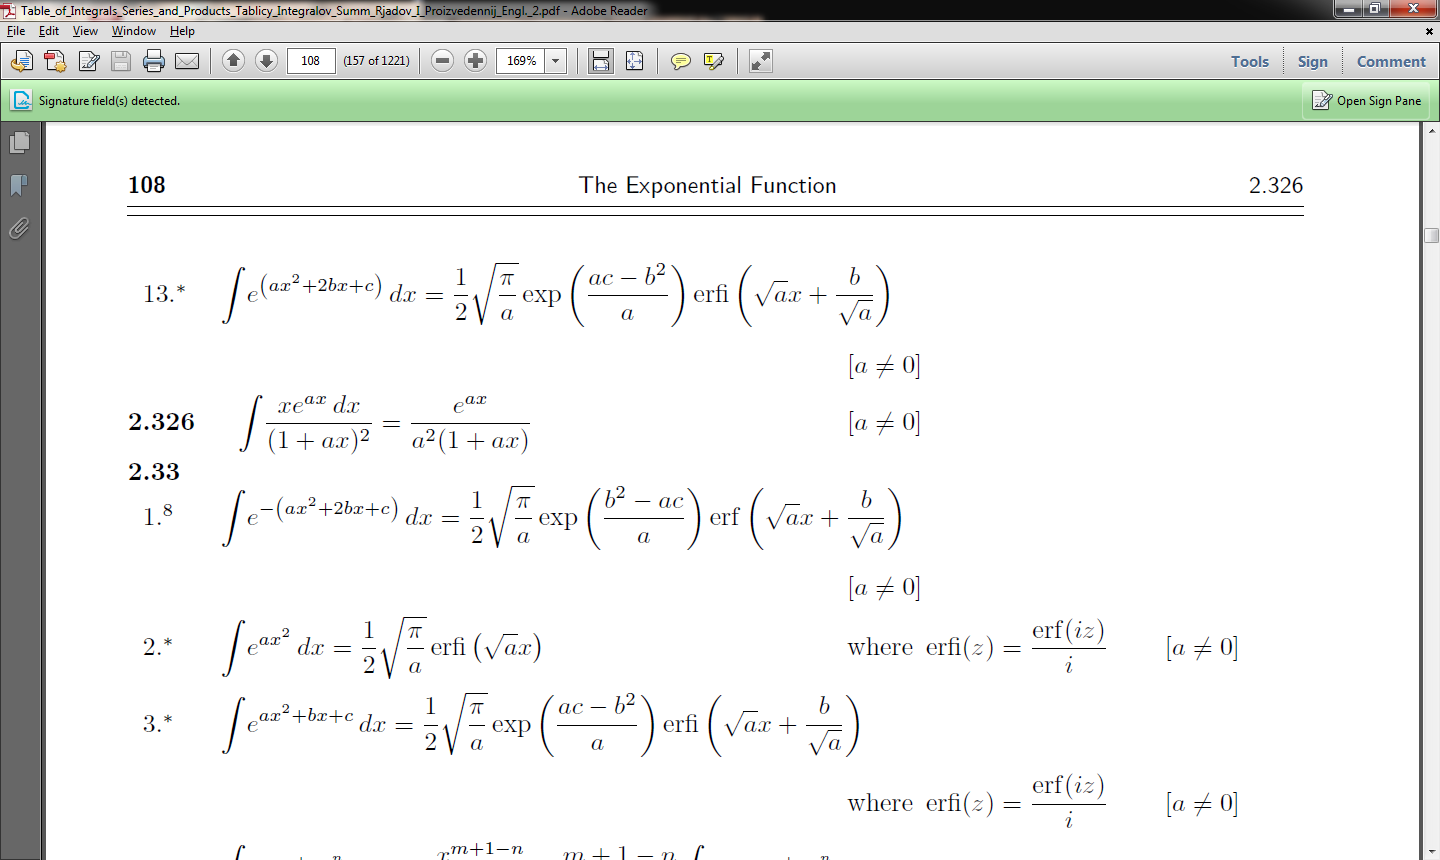 Table_of_Integrals_Series_and_Products_Tablicy_Integralov_Summ_Rjadov_I_Proizvedennij_Engl._2.pdf - Adobe Reader
File Edit View Window Help
108 (157 of 1221) 169% Tools Sign Comment
Signature field(s) detected. Open Sign Pane
108 The Exponential Function 2.326
13.* ∫ e^(ax²+2bx+c) dx = 1/2 √(π/a) exp((ac − b²)/a) erfi(√a x + b/√a)
[a ≠ 0]
2.326 ∫ xe^{ax} dx/(1 + ax)² = e^{ax}/(a²(1 + ax)) [a ≠ 0]
2.33
1.⁸ ∫ e^−(ax²+2bx+c) dx = 1/2 √(π/a) exp((b² − ac)/a) erf(√a x + b/√a)
[a ≠ 0]
2.* ∫ e^{ax²} dx = 1/2 √(π/a) erfi(√a x) where erfi(z) = erf(iz)/i [a ≠ 0]
3.* ∫ e^{ax²+bx+c} dx = 1/2 √(π/a) exp((ac − b²)/a) erfi(√a x + b/√a)
where erfi(z) = erf(iz)/i [a ≠ 0]